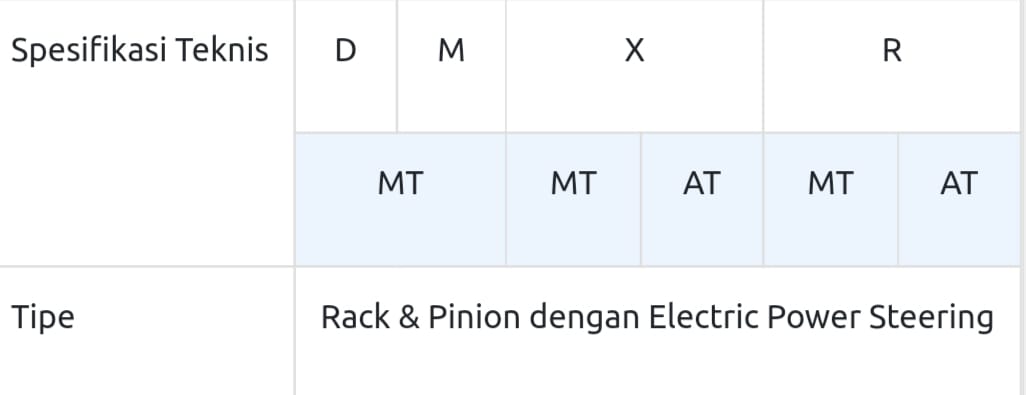 Spesifikasi Teknis D M X R
MT MT AT MT AT
Tipe Rack & Pinion dengan Electric Power Steering